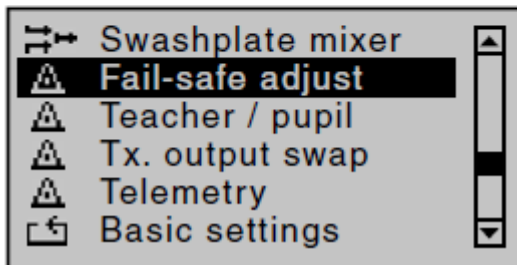 Swashplate mixer
Fail-safe adjust
Teacher / pupil
Tx. output swap
Telemetry
Basic settings